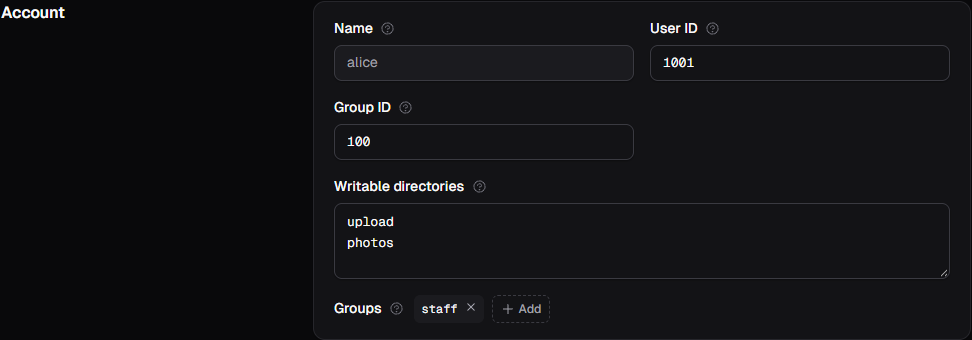 Account
Name
User ID
alice
1001
Group ID
100
Writable directories
upload
photos
Groups
staff
Add